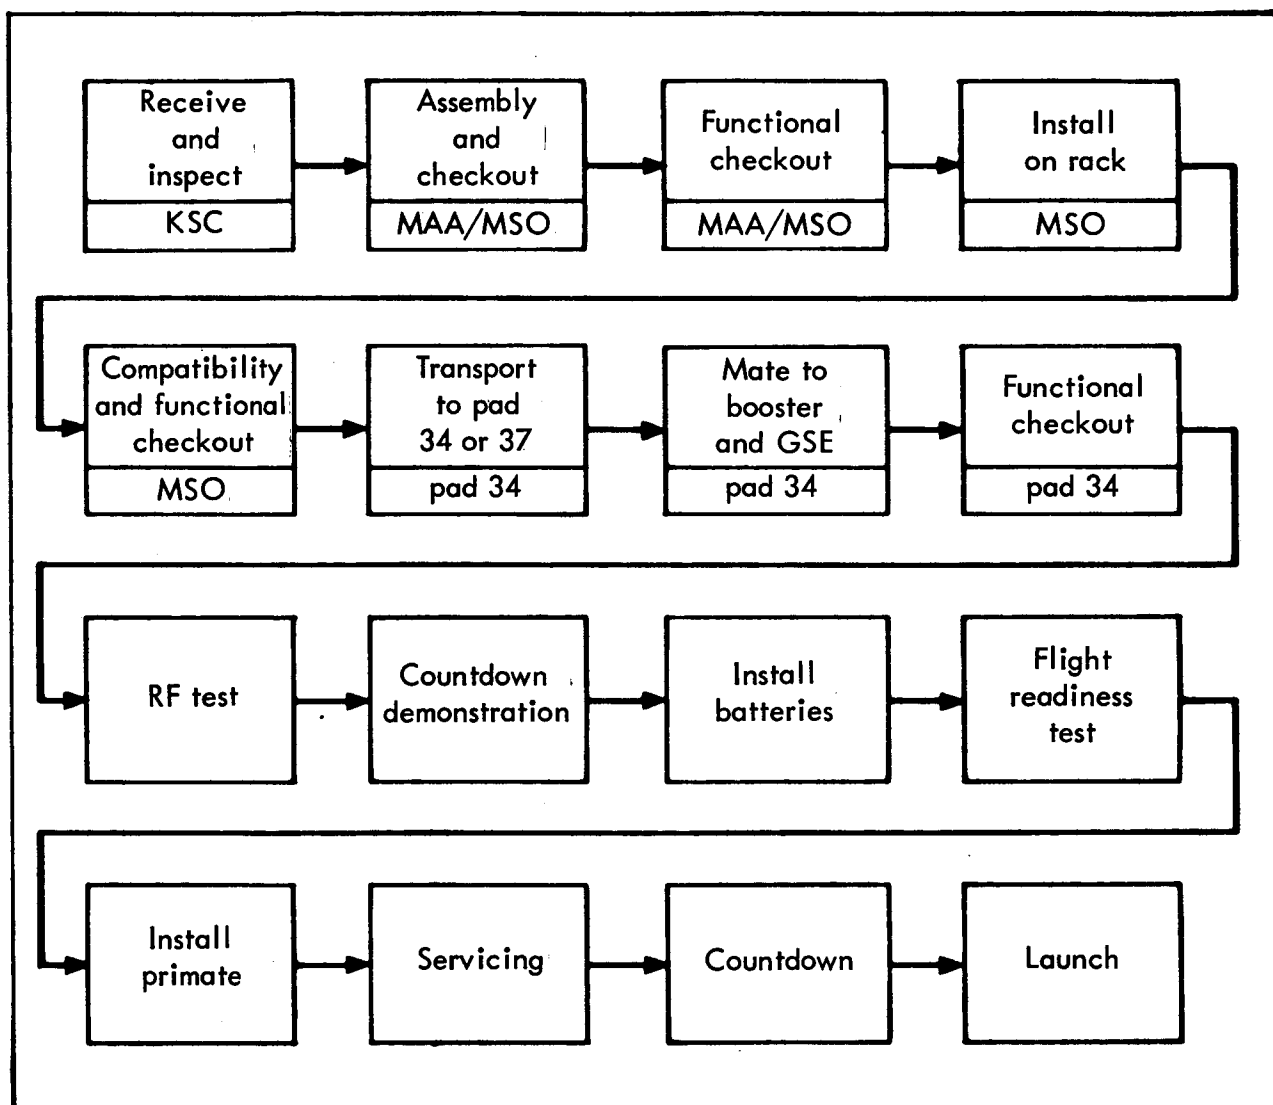 Receive
and
inspect
KSC
Assembly
and
checkout
MAA/MSO
Functional
checkout
MAA/MSO
Install
on rack
MSO
Compatibility
and functional
checkout
MSO
Transport
to pad
34 or 37
pad 34
Mate to
booster
and GSE
pad 34
Functional
checkout
pad 34
RF test
Countdown
demonstration
Install
batteries
Flight
readiness
test
Install
primate
Servicing
Countdown
Launch